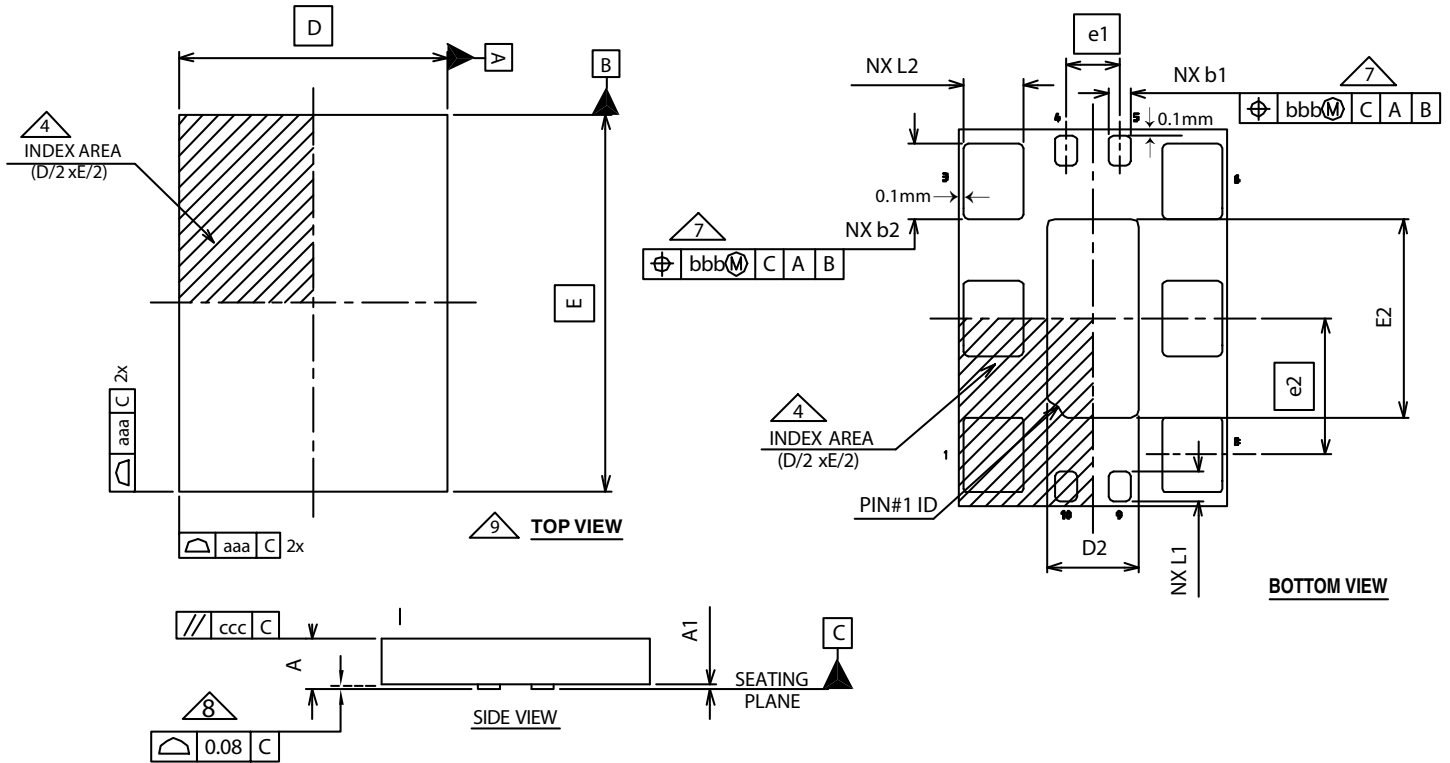 D
A
B
4
INDEX AREA
(D/2 xE/2)
E
aaa C 2x
aaa C 2x
9 TOP VIEW
e1
NX L2
NX b1
7
bbbⓂ C A B
4
5
0.1mm
3
6
0.1mm
NX b2
7
bbbⓂ C A B
E2
e2
4
INDEX AREA
(D/2 xE/2)
1
PIN#1 ID
10
9
D2
NX L1
BOTTOM VIEW
// ccc C
A
A1
C
SEATING
PLANE
8
0.08 C
SIDE VIEW